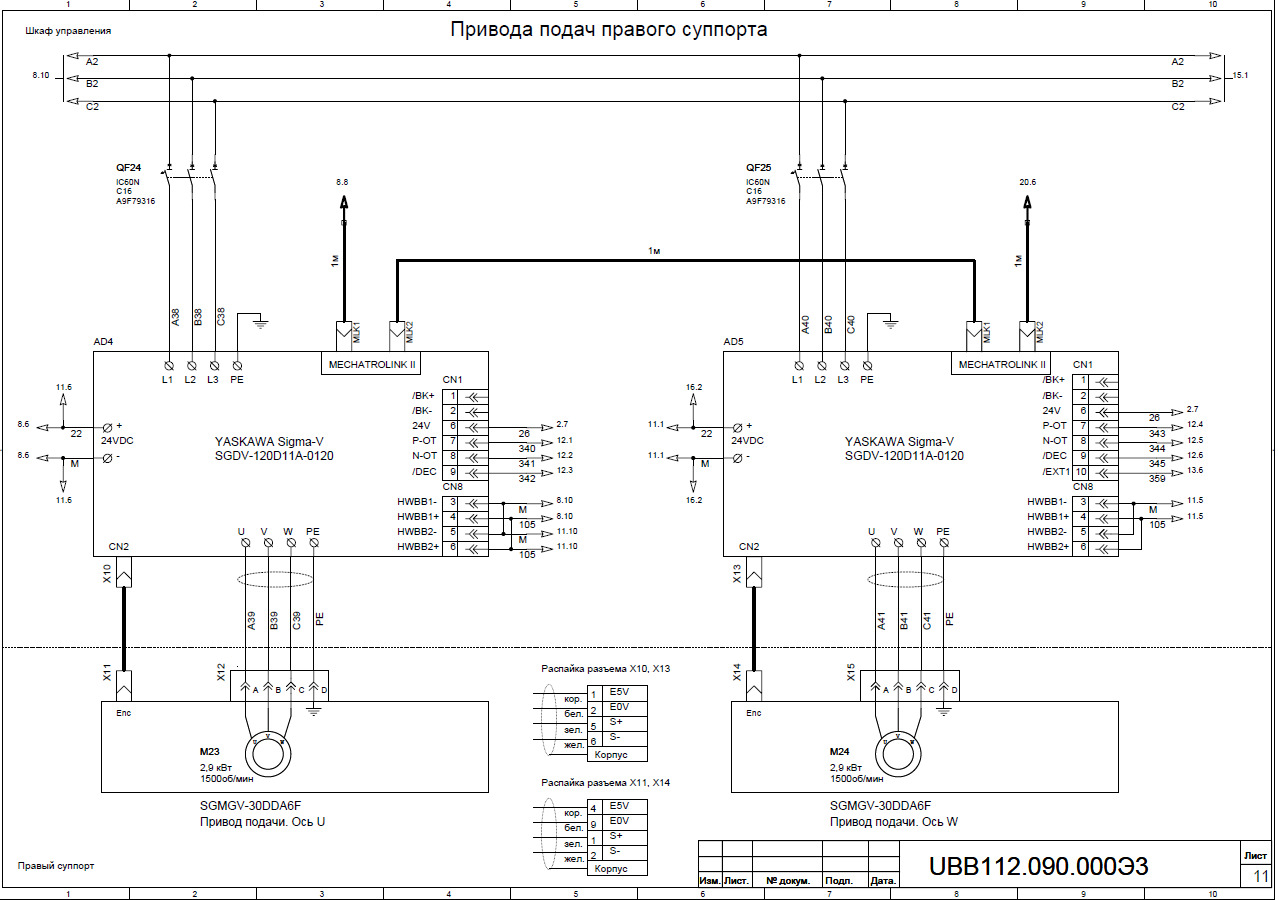 1 2 3 4 5 6 7 8 9 10
Шкаф управления
Привода подач правого суппорта
8.10
A2
B2
C2
A2
B2
C2
15.1
QF24
IC60N
C16
A9F79316
QF25
IC60N
C16
A9F79316
8.8
20.6
1м
1м
1м
A38
B38
C38
MLK1
MLK2
A40
B40
C40
MLK1
MLK2
AD4
L1 L2 L3 PE
MECHATROLINK II
CN1
/BK+ 1
/BK- 2
24V 6 26 2.7
P-OT 7 340 12.1
N-OT 8 341 12.2
/DEC 9 342 12.3
CN8
HWBB1- 3 M 8.10
HWBB1+ 4 105 8.10
HWBB2- 5 M 11.10
HWBB2+ 6 105 11.10
11.6
8.6
22
+
24VDC
8.6
M
-
11.6
YASKAWA Sigma-V
SGDV-120D11A-0120
U V W PE
CN2
AD5
L1 L2 L3 PE
MECHATROLINK II
CN1
/BK+ 1
/BK- 2
24V 6 26 2.7
P-OT 7 343 12.4
N-OT 8 344 12.5
/DEC 9 345 12.6
/EXT1 10 359 13.6
CN8
HWBB1- 3 M 11.5
HWBB1+ 4 105 11.5
HWBB2- 5
HWBB2+ 6
16.2
11.1
22
+
24VDC
11.1
M
-
16.2
YASKAWA Sigma-V
SGDV-120D11A-0120
U V W PE
CN2
X10
A39
B39
C39
PE
X13
A41
B41
C41
PE
X11
X12
A B C D
Enc
U V W
M23
2,9 кВт
1500об/мин
SGMGV-30DDA6F
Привод подачи. Ось U
Распайка разъема X10, X13
кор. 1 E5V
бел. 2 E0V
зел. 5 S+
жел. 6 S-
Корпус
Распайка разъема X11, X14
кор. 4 E5V
бел. 9 E0V
зел. 1 S+
жел. 2 S-
Корпус
X14
X15
A B C D
Enc
U V W
M24
2,9 кВт
1500об/мин
SGMGV-30DDA6F
Привод подачи. Ось W
Правый суппорт
Изм. Лист. № докум. Подп. Дата.
UBB112.090.000Э3
Лист
11
1 2 3 4 5 6 7 8 9 10